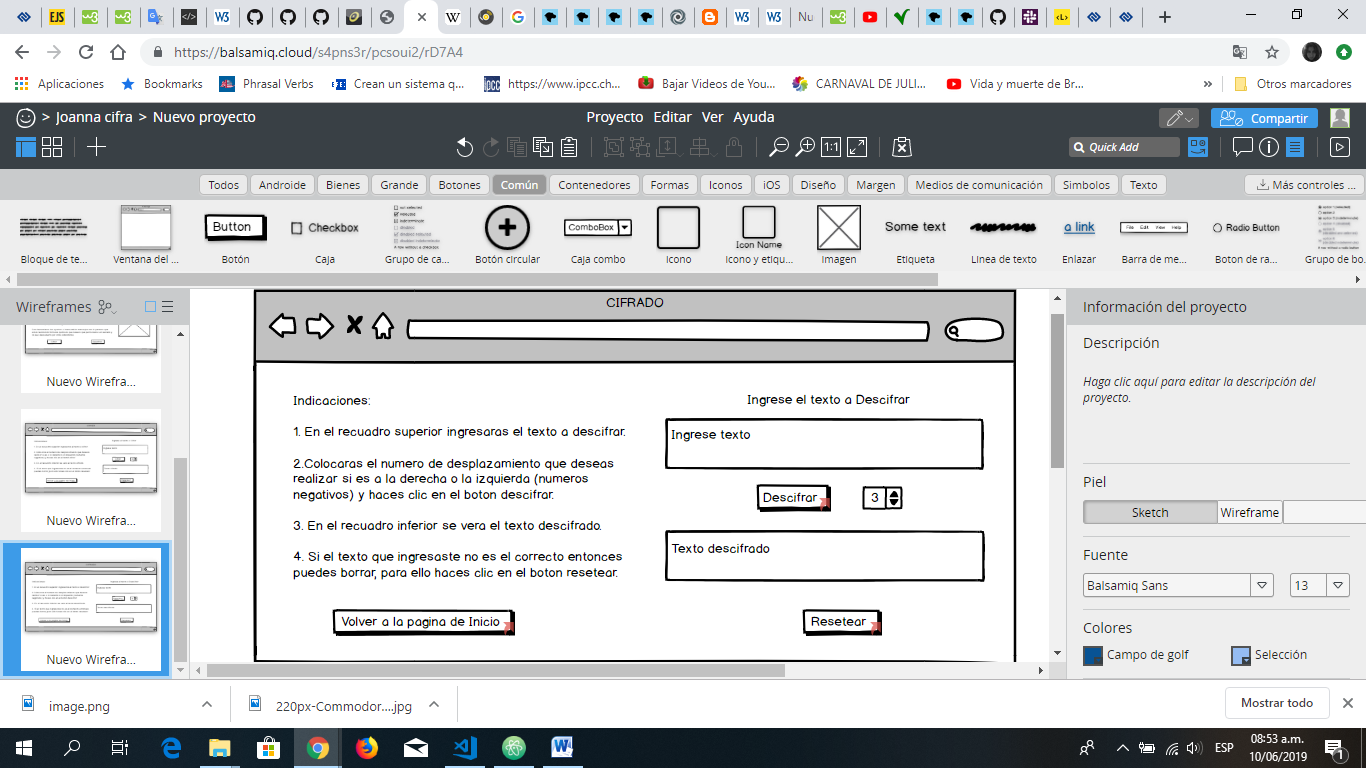 EJS
Nu
https://balsamiq.cloud/s4pns3r/pcsoui2/rD7A4
Aplicaciones
Bookmarks
Phrasal Verbs
Crean un sistema q...
https://www.ipcc.ch...
Bajar Videos de You...
CARNAVAL DE JULI...
Vida y muerte de Br...
»
Otros marcadores
> Joanna cifra > Nuevo proyecto
Proyecto Editar Ver Ayuda
Compartir
1:1
Quick Add
Todos
Androide
Bienes
Grande
Botones
Común
Contenedores
Formas
Iconos
iOS
Diseño
Margen
Medios de comunicación
Simbolos
Texto
Más controles ...
Button
Checkbox
ComboBox
Icon Name
Some text
a link
File Edit View Help
Radio Button
Bloque de te...
Ventana del ...
Botón
Caja
Grupo de ca...
Botón circular
Caja combo
Icono
Icono y etiqu...
Imagen
Etiqueta
Línea de texto
Enlazar
Barra de me...
Boton de ra...
Grupo de bo...
Wireframes
Nuevo Wirefra...
Nuevo Wirefra...
Nuevo Wirefra...
CIFRADO
Indicaciones:
1. En el recuadro superior ingresaras el texto a descifrar.
2.Colocaras el numero de desplazamiento que deseas
realizar si es a la derecha o la izquierda (numeros
negativos) y haces clic en el boton descifrar.
3. En el recuadro inferior se vera el texto descifrado.
4. Si el texto que ingresaste no es el correcto entonces
puedes borrar, para ello haces clic en el boton resetear.
Volver a la pagina de Inicio
Ingrese el texto a Descifrar
Ingrese texto
Descifrar
3
Texto descifrado
Resetear
Información del proyecto
Descripción
Haga clic aquí para editar la descripción del
proyecto.
Piel
Sketch
Wireframe
Fuente
Balsamiq Sans
13
Colores
Campo de golf
Selección
image.png
220px-Commodor....jpg
Mostrar todo
ESP
08:53 a.m.
10/06/2019
1